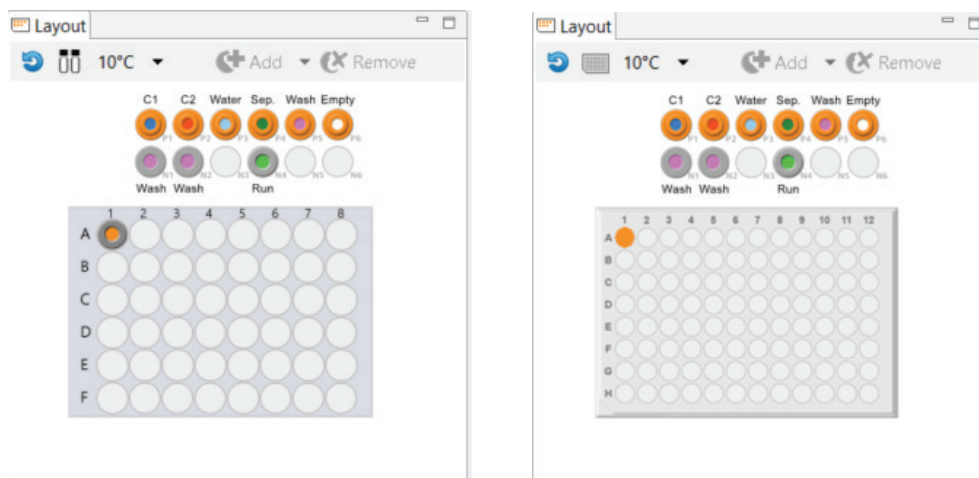 Layout
10°C Add Remove
C1 C2 Water Sep. Wash Empty
P1 P2 P3 P4 P5 P6
N1 N2 N3 N4 N5 N6
Wash Wash Run
1 2 3 4 5 6 7 8
A
B
C
D
E
F
Layout
10°C Add Remove
C1 C2 Water Sep. Wash Empty
P1 P2 P3 P4 P5 P6
N1 N2 N3 N4 N5 N6
Wash Wash Run
1 2 3 4 5 6 7 8 9 10 11 12
A
B
C
D
E
F
G
H